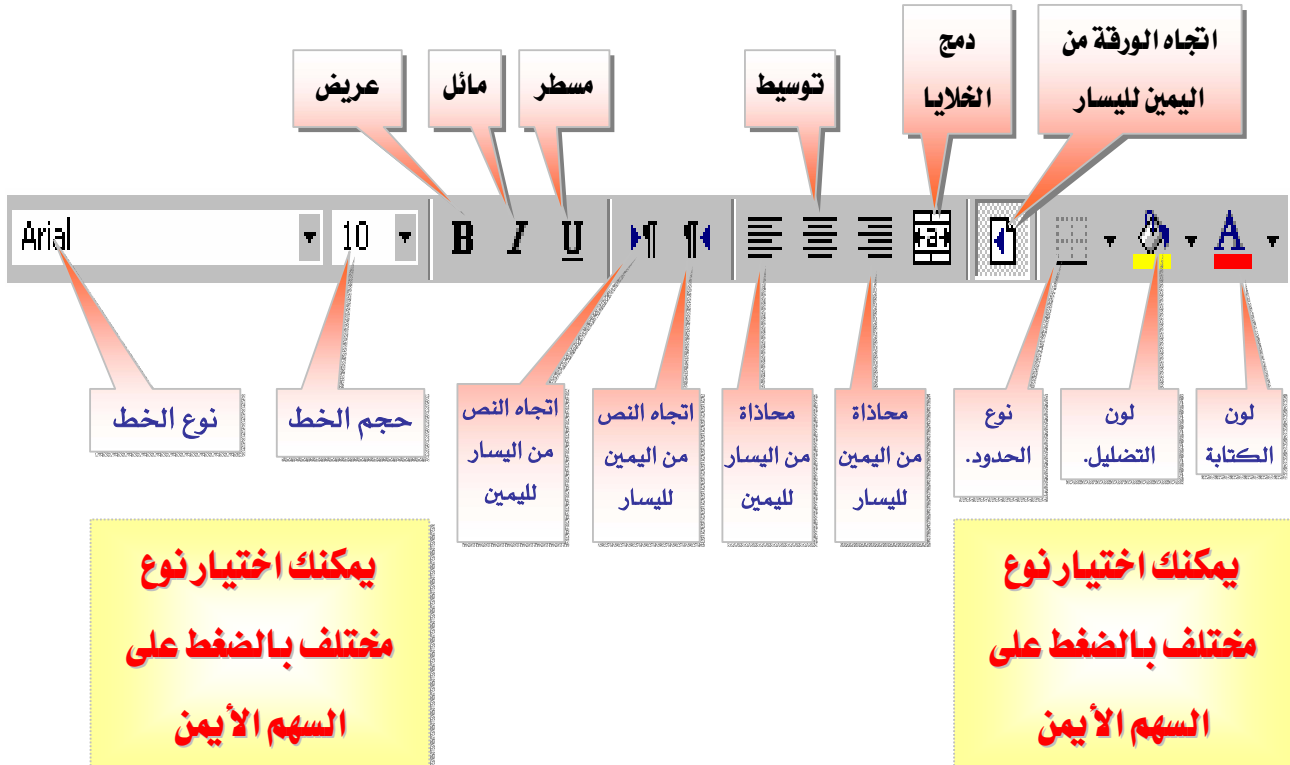 اتجاه الورقة من
اليمين لليسار
دمج
الخلايا
توسيط
مسطر
مائل
عريض
Arial
10
B I U
a
A
لون
الكتابة
لون
التضليل.
نوع
الحدود.
محاذاة
من اليمين
لليسار
محاذاة
من اليسار
لليمين
اتجاه النص
من اليمين
لليسار
اتجاه النص
من اليسار
لليمين
حجم الخط
نوع الخط
يمكنك اختيار نوع
مختلف بالضغط على
السهم الأيمن
يمكنك اختيار نوع
مختلف بالضغط على
السهم الأيمن